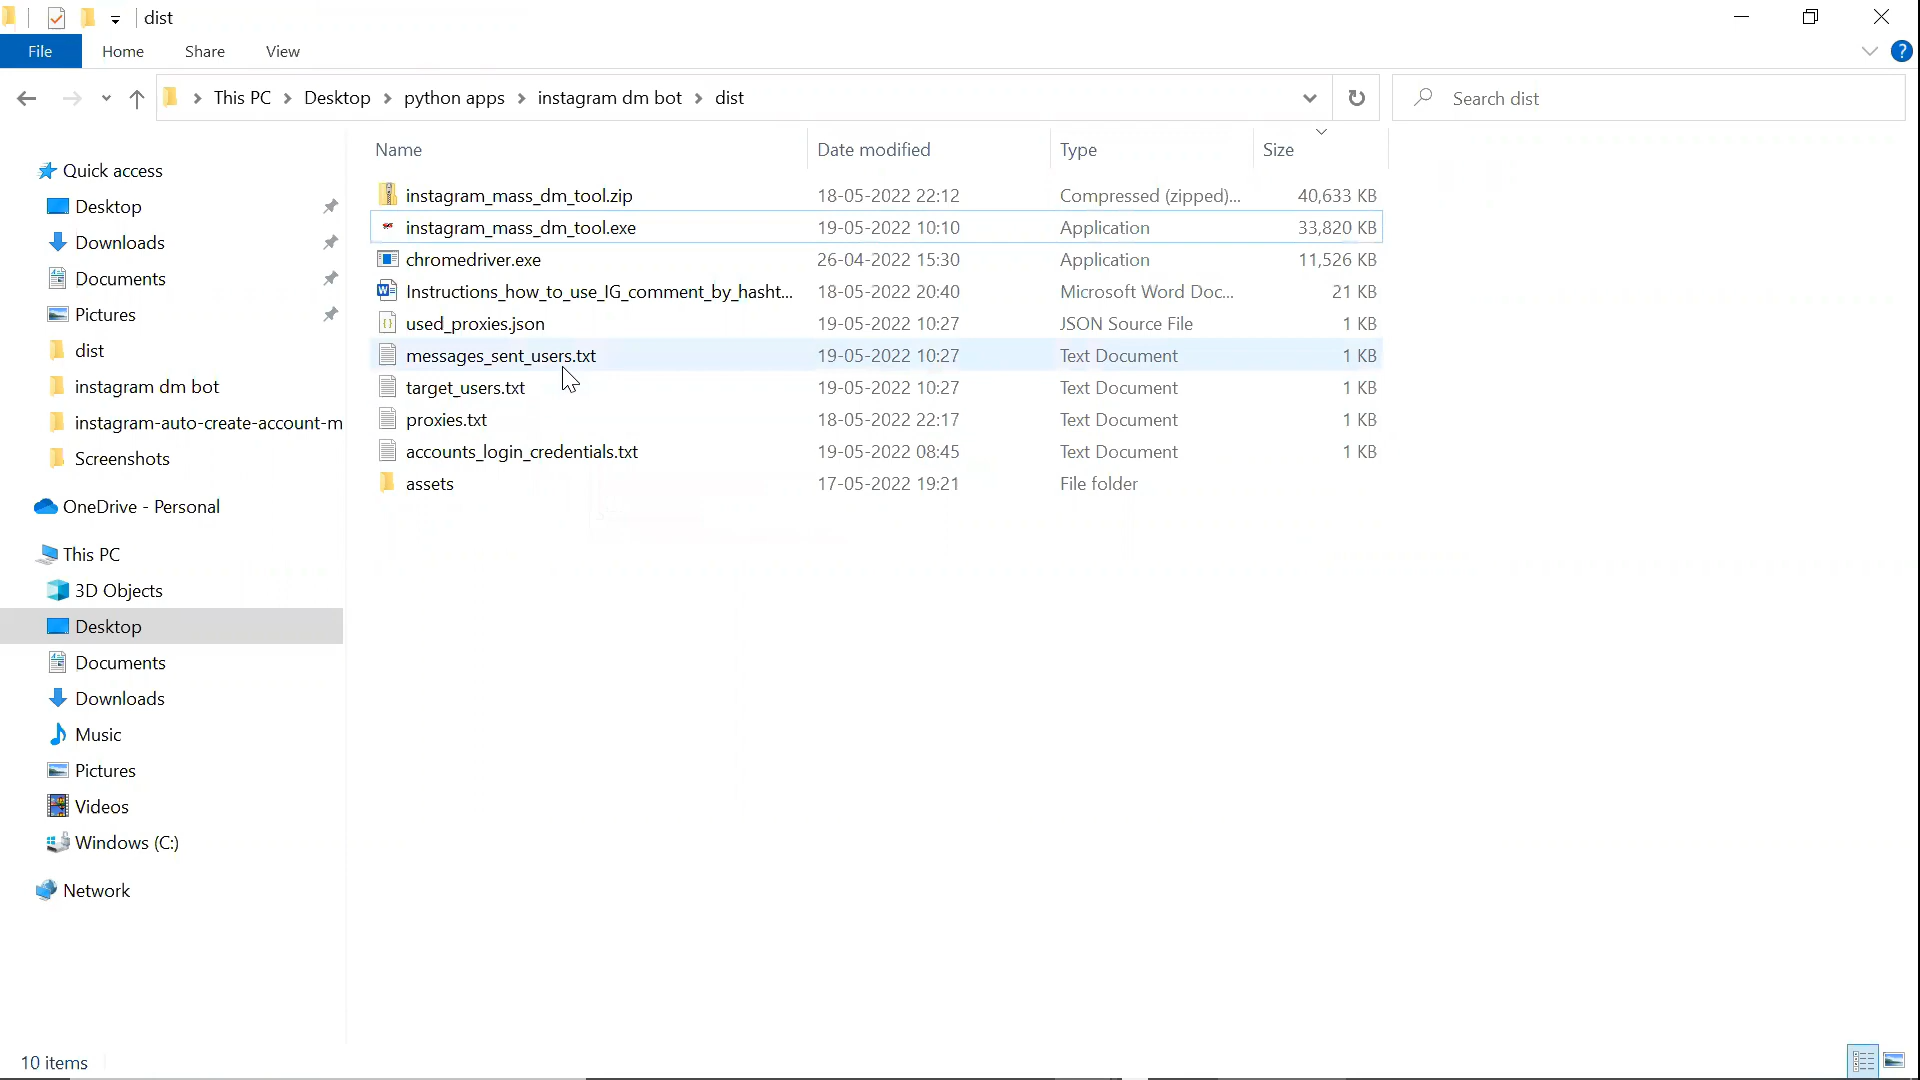 dist
File Home Share View
This PC Desktop python apps instagram dm bot dist
Search dist
Name Date modified Type Size
Quick access
Desktop
Downloads
Documents
Pictures
dist
instagram dm bot
instagram-auto-create-account-m
Screenshots
OneDrive - Personal
This PC
3D Objects
Desktop
Documents
Downloads
Music
Pictures
Videos
Windows (C:)
Network
instagram_mass_dm_tool.zip 18-05-2022 22:12 Compressed (zipped)... 40,633 KB
instagram_mass_dm_tool.exe 19-05-2022 10:10 Application 33,820 KB
chromedriver.exe 26-04-2022 15:30 Application 11,526 KB
Instructions_how_to_use_IG_comment_by_hasht... 18-05-2022 20:40 Microsoft Word Doc... 21 KB
used_proxies.json 19-05-2022 10:27 JSON Source File 1 KB
messages_sent_users.txt 19-05-2022 10:27 Text Document 1 KB
target_users.txt 19-05-2022 10:27 Text Document 1 KB
proxies.txt 18-05-2022 22:17 Text Document 1 KB
accounts_login_credentials.txt 19-05-2022 08:45 Text Document 1 KB
assets 17-05-2022 19:21 File folder
10 items